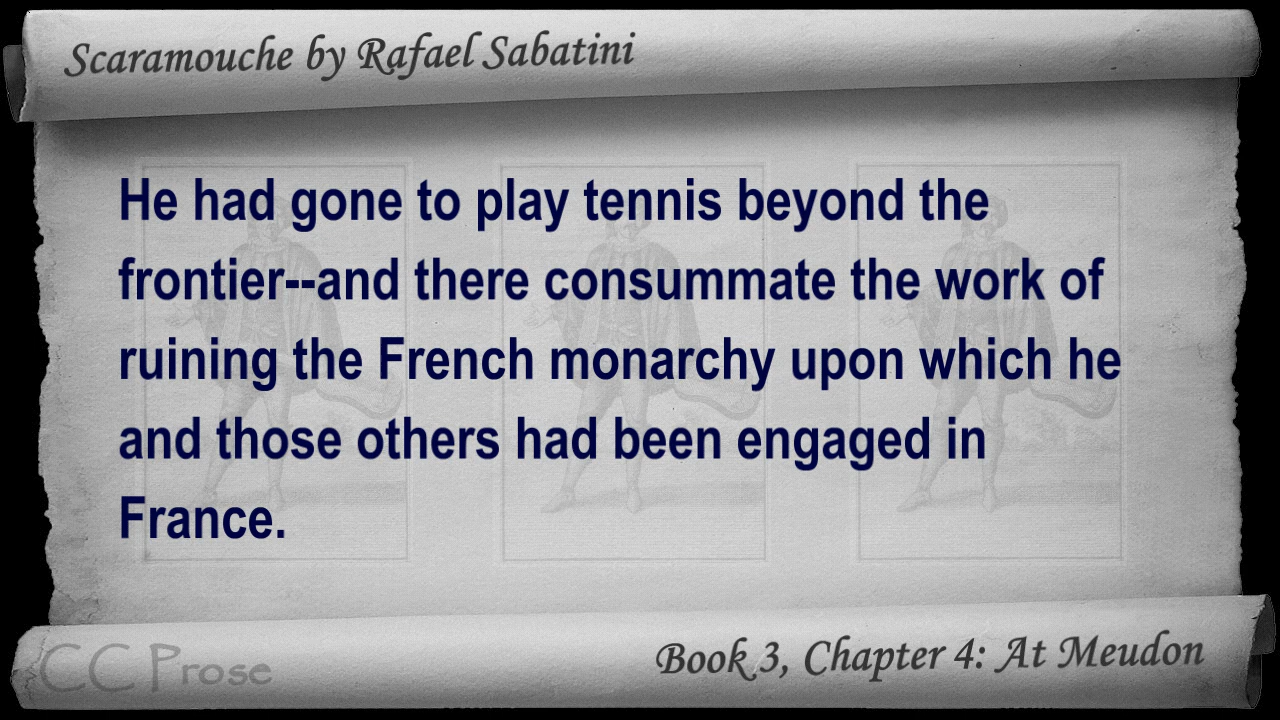 Scaramouche by Rafael Sabatini
He had gone to play tennis beyond the
frontier--and there consummate the work of
ruining the French monarchy upon which he
and those others had been engaged in
France.
CC Prose
Book 3, Chapter 4: At Meudon